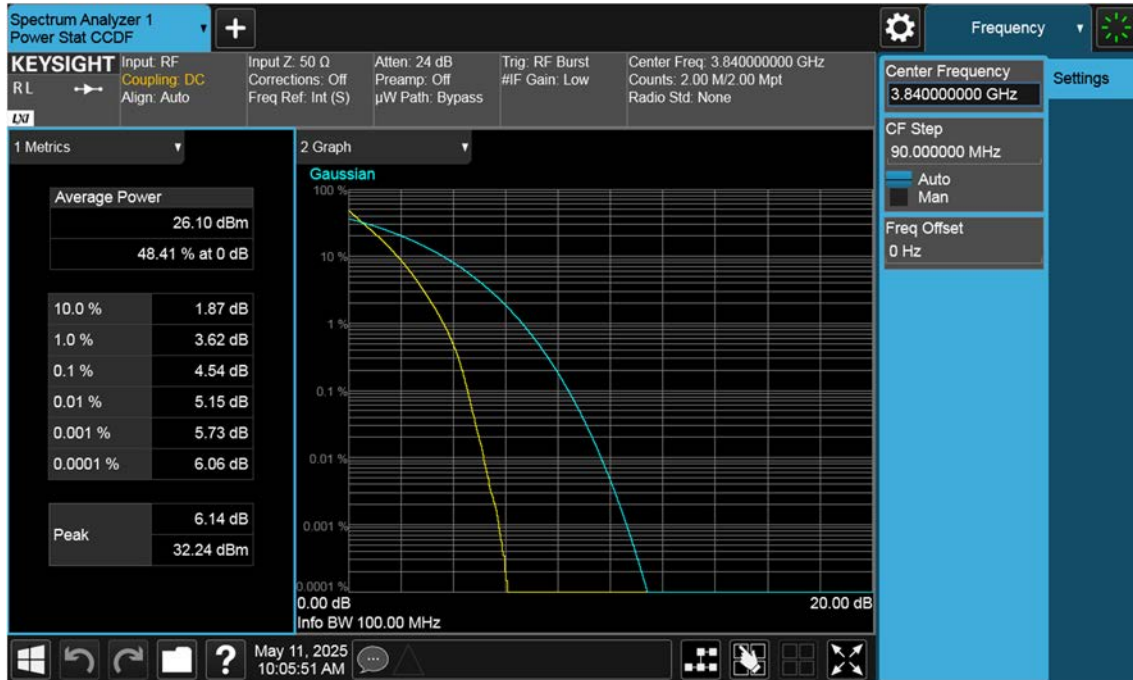 Spectrum Analyzer 1
Power Stat CCDF
Frequency
KEYSIGHT
R L
LXI
Input: RF
Coupling: DC
Align: Auto
Input Z: 50 Ω
Corrections: Off
Freq Ref: Int (S)
Atten: 24 dB
Preamp: Off
µW Path: Bypass
Trig: RF Burst
#IF Gain: Low
Center Freq: 3.840000000 GHz
Counts: 2.00 M/2.00 Mpt
Radio Std: None
Center Frequency
3.840000000 GHz
Settings
CF Step
90.000000 MHz
Auto
Man
Freq Offset
0 Hz
1 Metrics
Average Power
26.10 dBm
48.41 % at 0 dB
10.0 % 1.87 dB
1.0 % 3.62 dB
0.1 % 4.54 dB
0.01 % 5.15 dB
0.001 % 5.73 dB
0.0001 % 6.06 dB
Peak
6.14 dB
32.24 dBm
2 Graph
Gaussian
100 %
10 %
1 %
0.1 %
0.01 %
0.001 %
0.0001 %
0.00 dB 20.00 dB
Info BW 100.00 MHz
?
May 11, 2025
10:05:51 AM